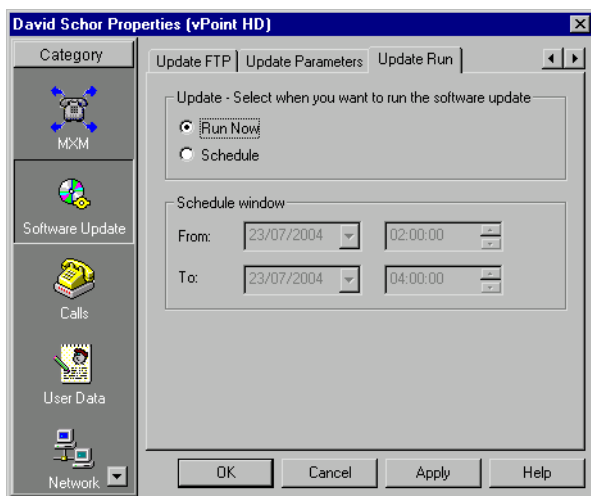 David Schor Properties (vPoint HD)
Category
MXM
Software Update
Calls
User Data
Network
Update FTP Update Parameters Update Run
Update - Select when you want to run the software update
Run Now
Schedule
Schedule window
From: 23/07/2004 02:00:00
To: 23/07/2004 04:00:00
OK Cancel Apply Help